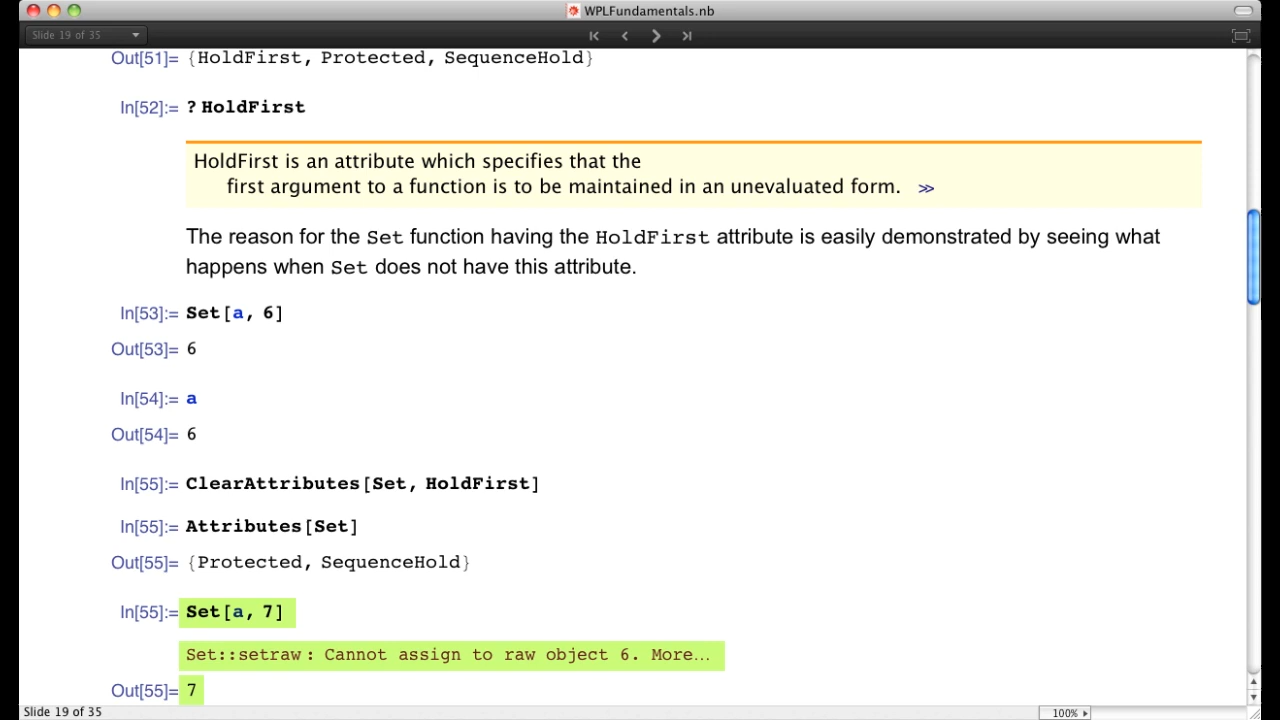 WPLFundamentals.nb
Slide 19 of 35
Out[51]= {HoldFirst, Protected, SequenceHold}
In[52]:= ? HoldFirst
HoldFirst is an attribute which specifies that the
first argument to a function is to be maintained in an unevaluated form. ≫
The reason for the Set function having the HoldFirst attribute is easily demonstrated by seeing what
happens when Set does not have this attribute.
In[53]:= Set[a, 6]
Out[53]= 6
In[54]:= a
Out[54]= 6
In[55]:= ClearAttributes[Set, HoldFirst]
In[55]:= Attributes[Set]
Out[55]= {Protected, SequenceHold}
In[55]:= Set[a, 7]
Set::setraw : Cannot assign to raw object 6. More…
Out[55]= 7
Slide 19 of 35
100%